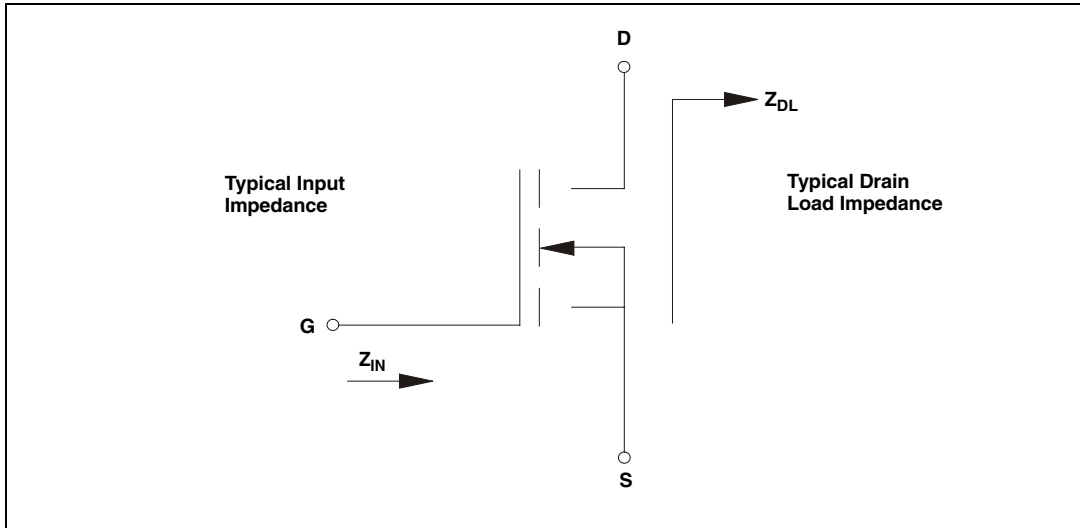 D
Z_DL
Typical Input
Impedance
Typical Drain
Load Impedance
G
Z_IN
S